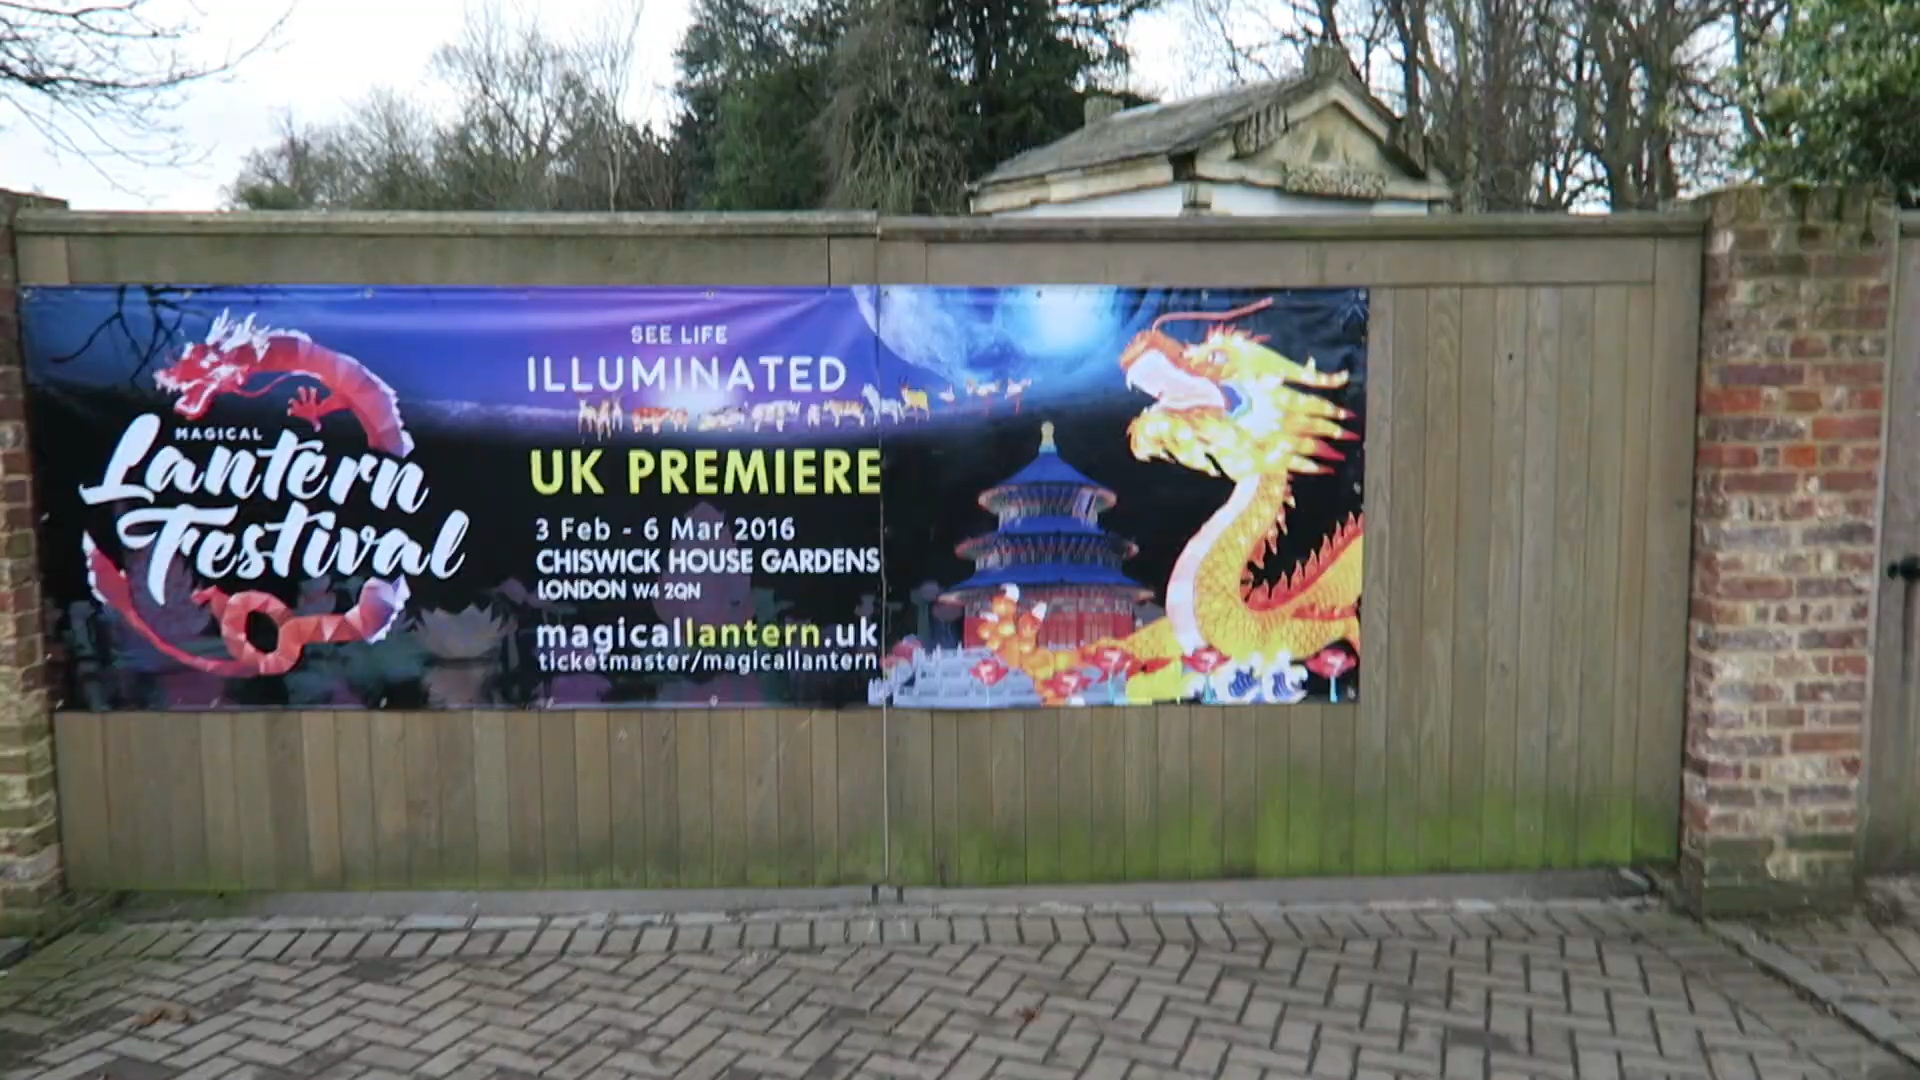 MAGICAL
Lantern
Festival
SEE LIFE
ILLUMINATED
UK PREMIERE
3 Feb - 6 Mar 2016
CHISWICK HOUSE GARDENS
LONDON W4 2QN
magicallantern.uk
ticketmaster/magicallantern